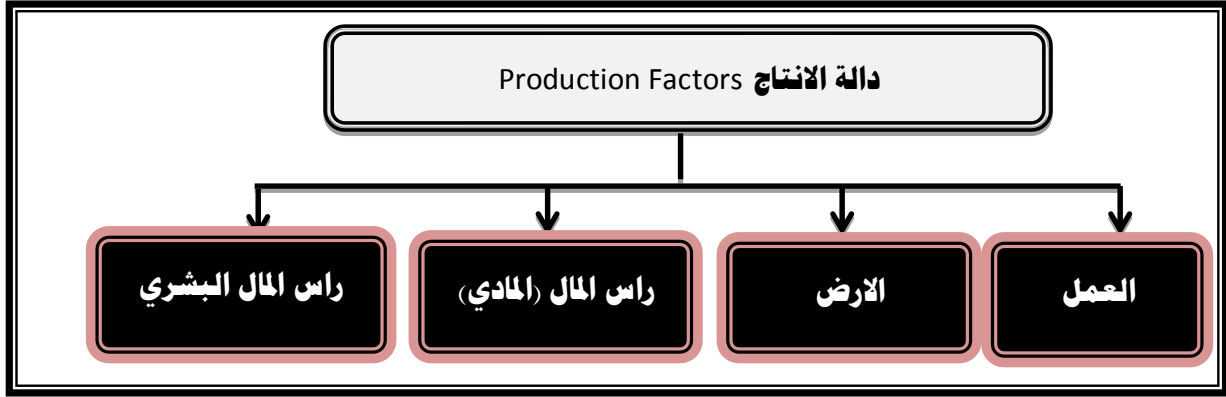 دالة الانتاج Production Factors
العمل
الارض
راس المال (المادي)
راس المال البشري